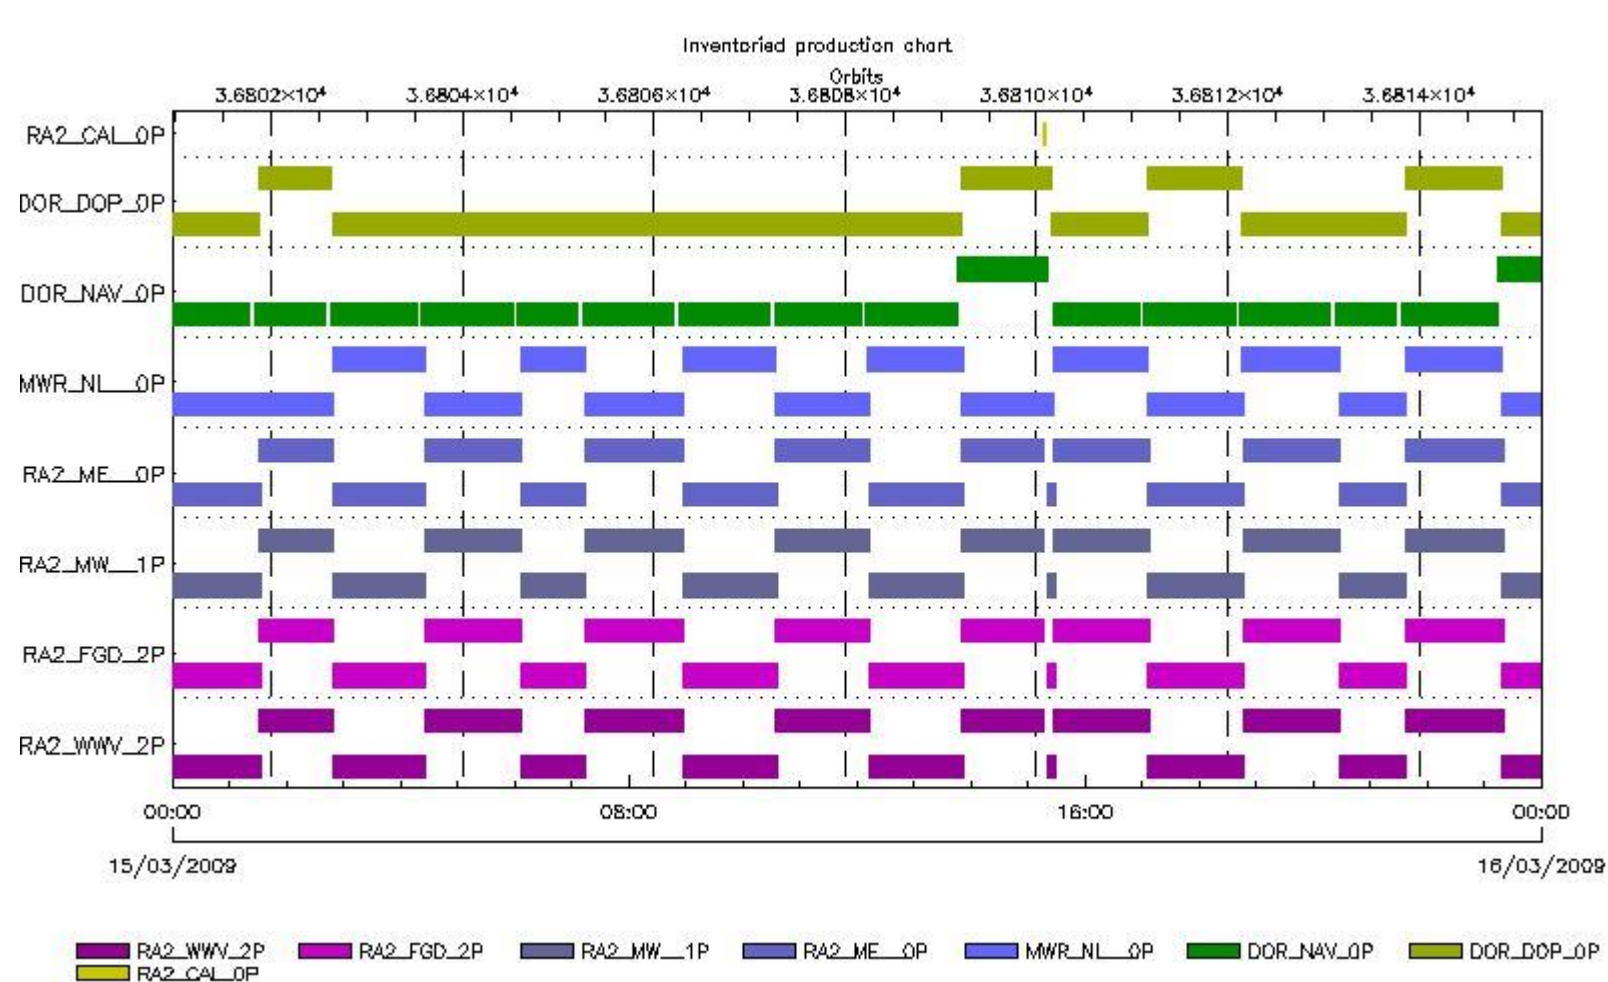 Inventoried production chart
Orbits
3.6802×10⁴ 3.6804×10⁴ 3.6806×10⁴ 3.6808×10⁴ 3.6810×10⁴ 3.6812×10⁴ 3.6814×10⁴
RA2_CAL_0P
DOR_DOP_0P
DOR_NAV_0P
MWR_NL__0P
RA2_ME__0P
RA2_MW__1P
RA2_FGD_2P
RA2_WWV_2P
00:00 08:00 16:00 00:00
15/03/2009 16/03/2009
RA2_WWV_2P RA2_FGD_2P RA2_MW__1P RA2_ME__0P MWR_NL__0P DOR_NAV_0P DOR_DOP_0P
RA2_CAL_0P